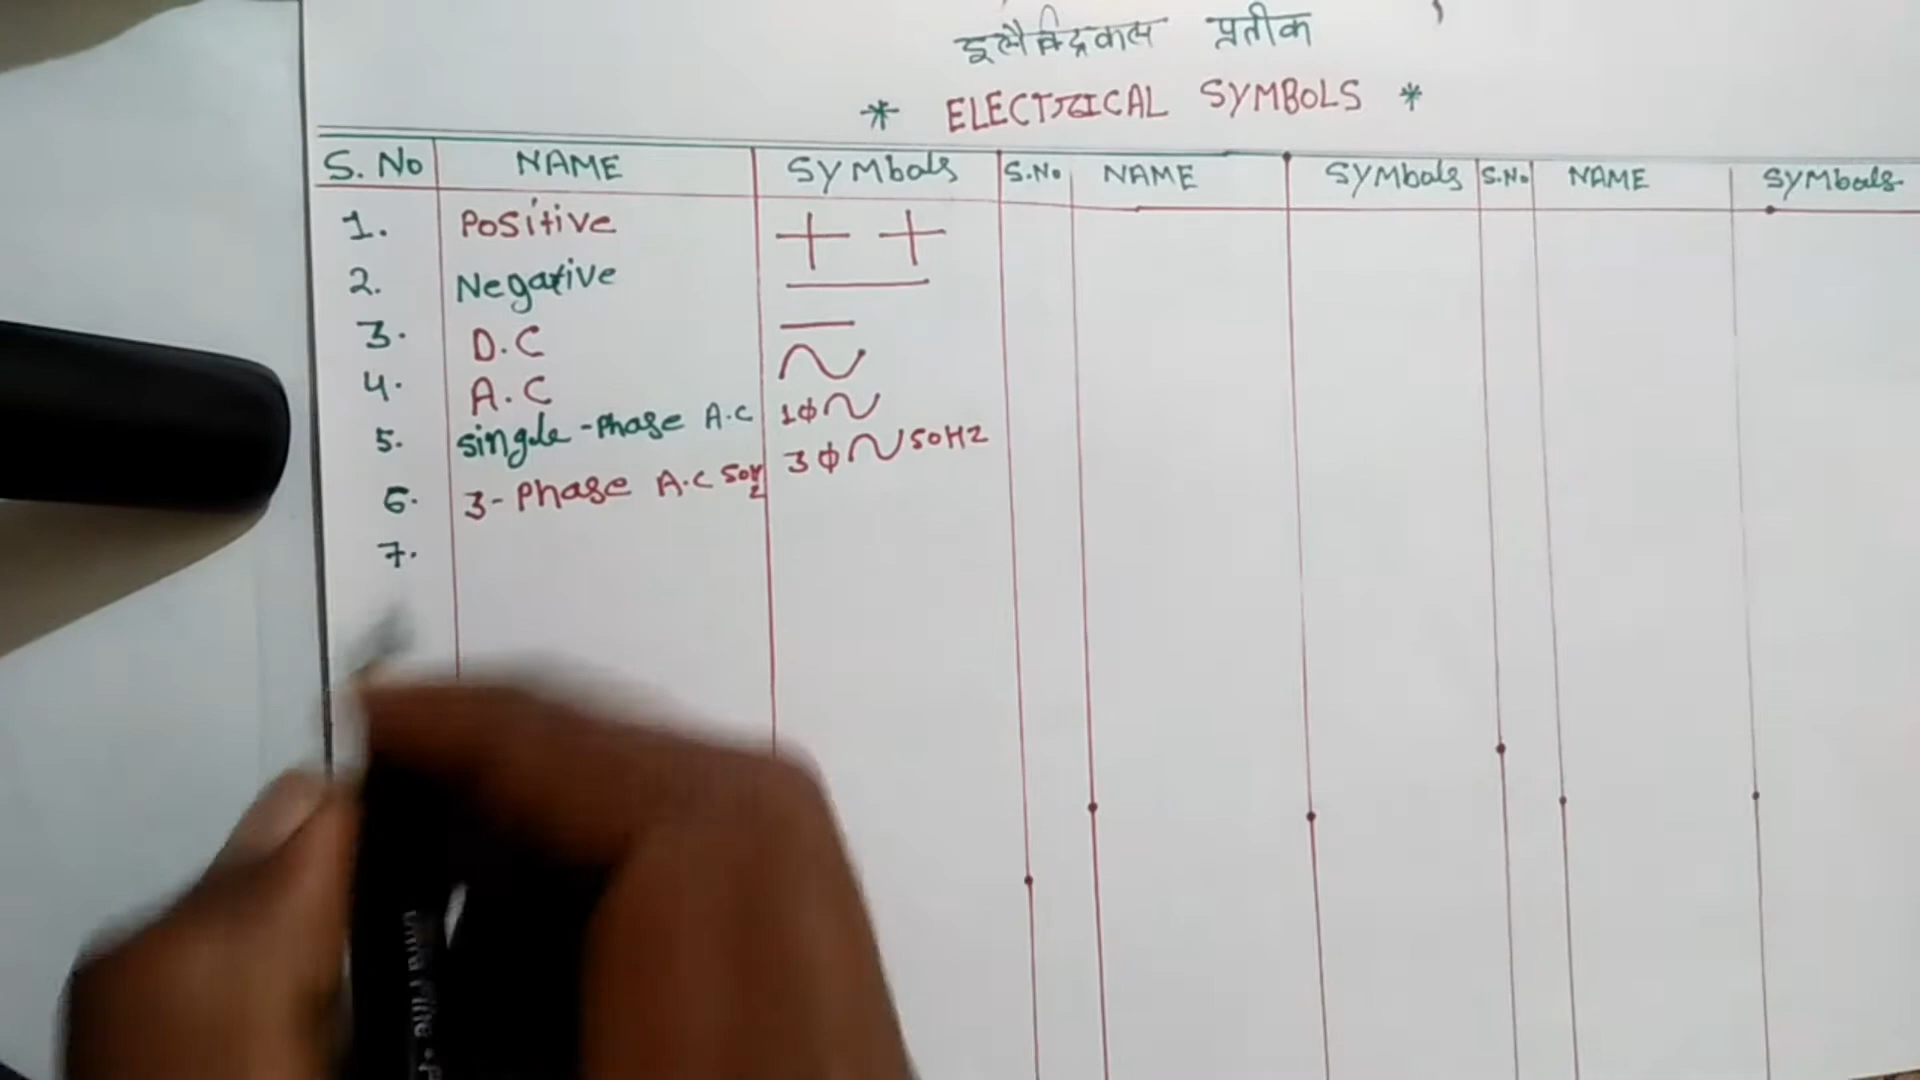 इलैक्ट्रिकल प्रतीक
* ELECTRICAL SYMBOLS *
S. No NAME SYMbols S.No NAME SYMbols S.No NAME SYMbols
1. Positive + +
2. Negative —
3. D.C —
4. A.C ∼
5. single-Phase A.C 1ϕ∼
6. 3-Phase A.C 50Hz 3ϕ∼50HZ
7.